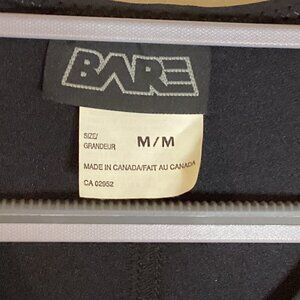 BARE
SIZE/
GRANDEUR M/M
MADE IN CANADA/FAIT AU CANADA
CA 02952